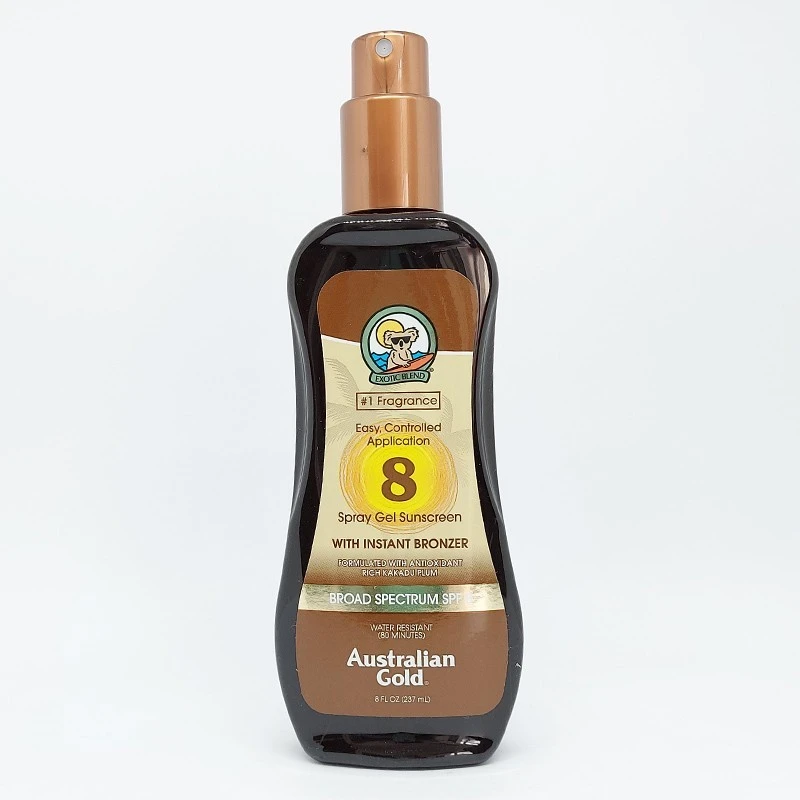 EXOTIC BLEND
#1 Fragrance
Easy, Controlled
Application
8
Spray Gel Sunscreen
WITH INSTANT BRONZER
FORMULATED WITH ANTIOXIDANT
RICH KAKADU PLUM
BROAD SPECTRUM SPF
WATER RESISTANT
(80 MINUTES)
Australian
Gold
8 FL OZ (237 mL)